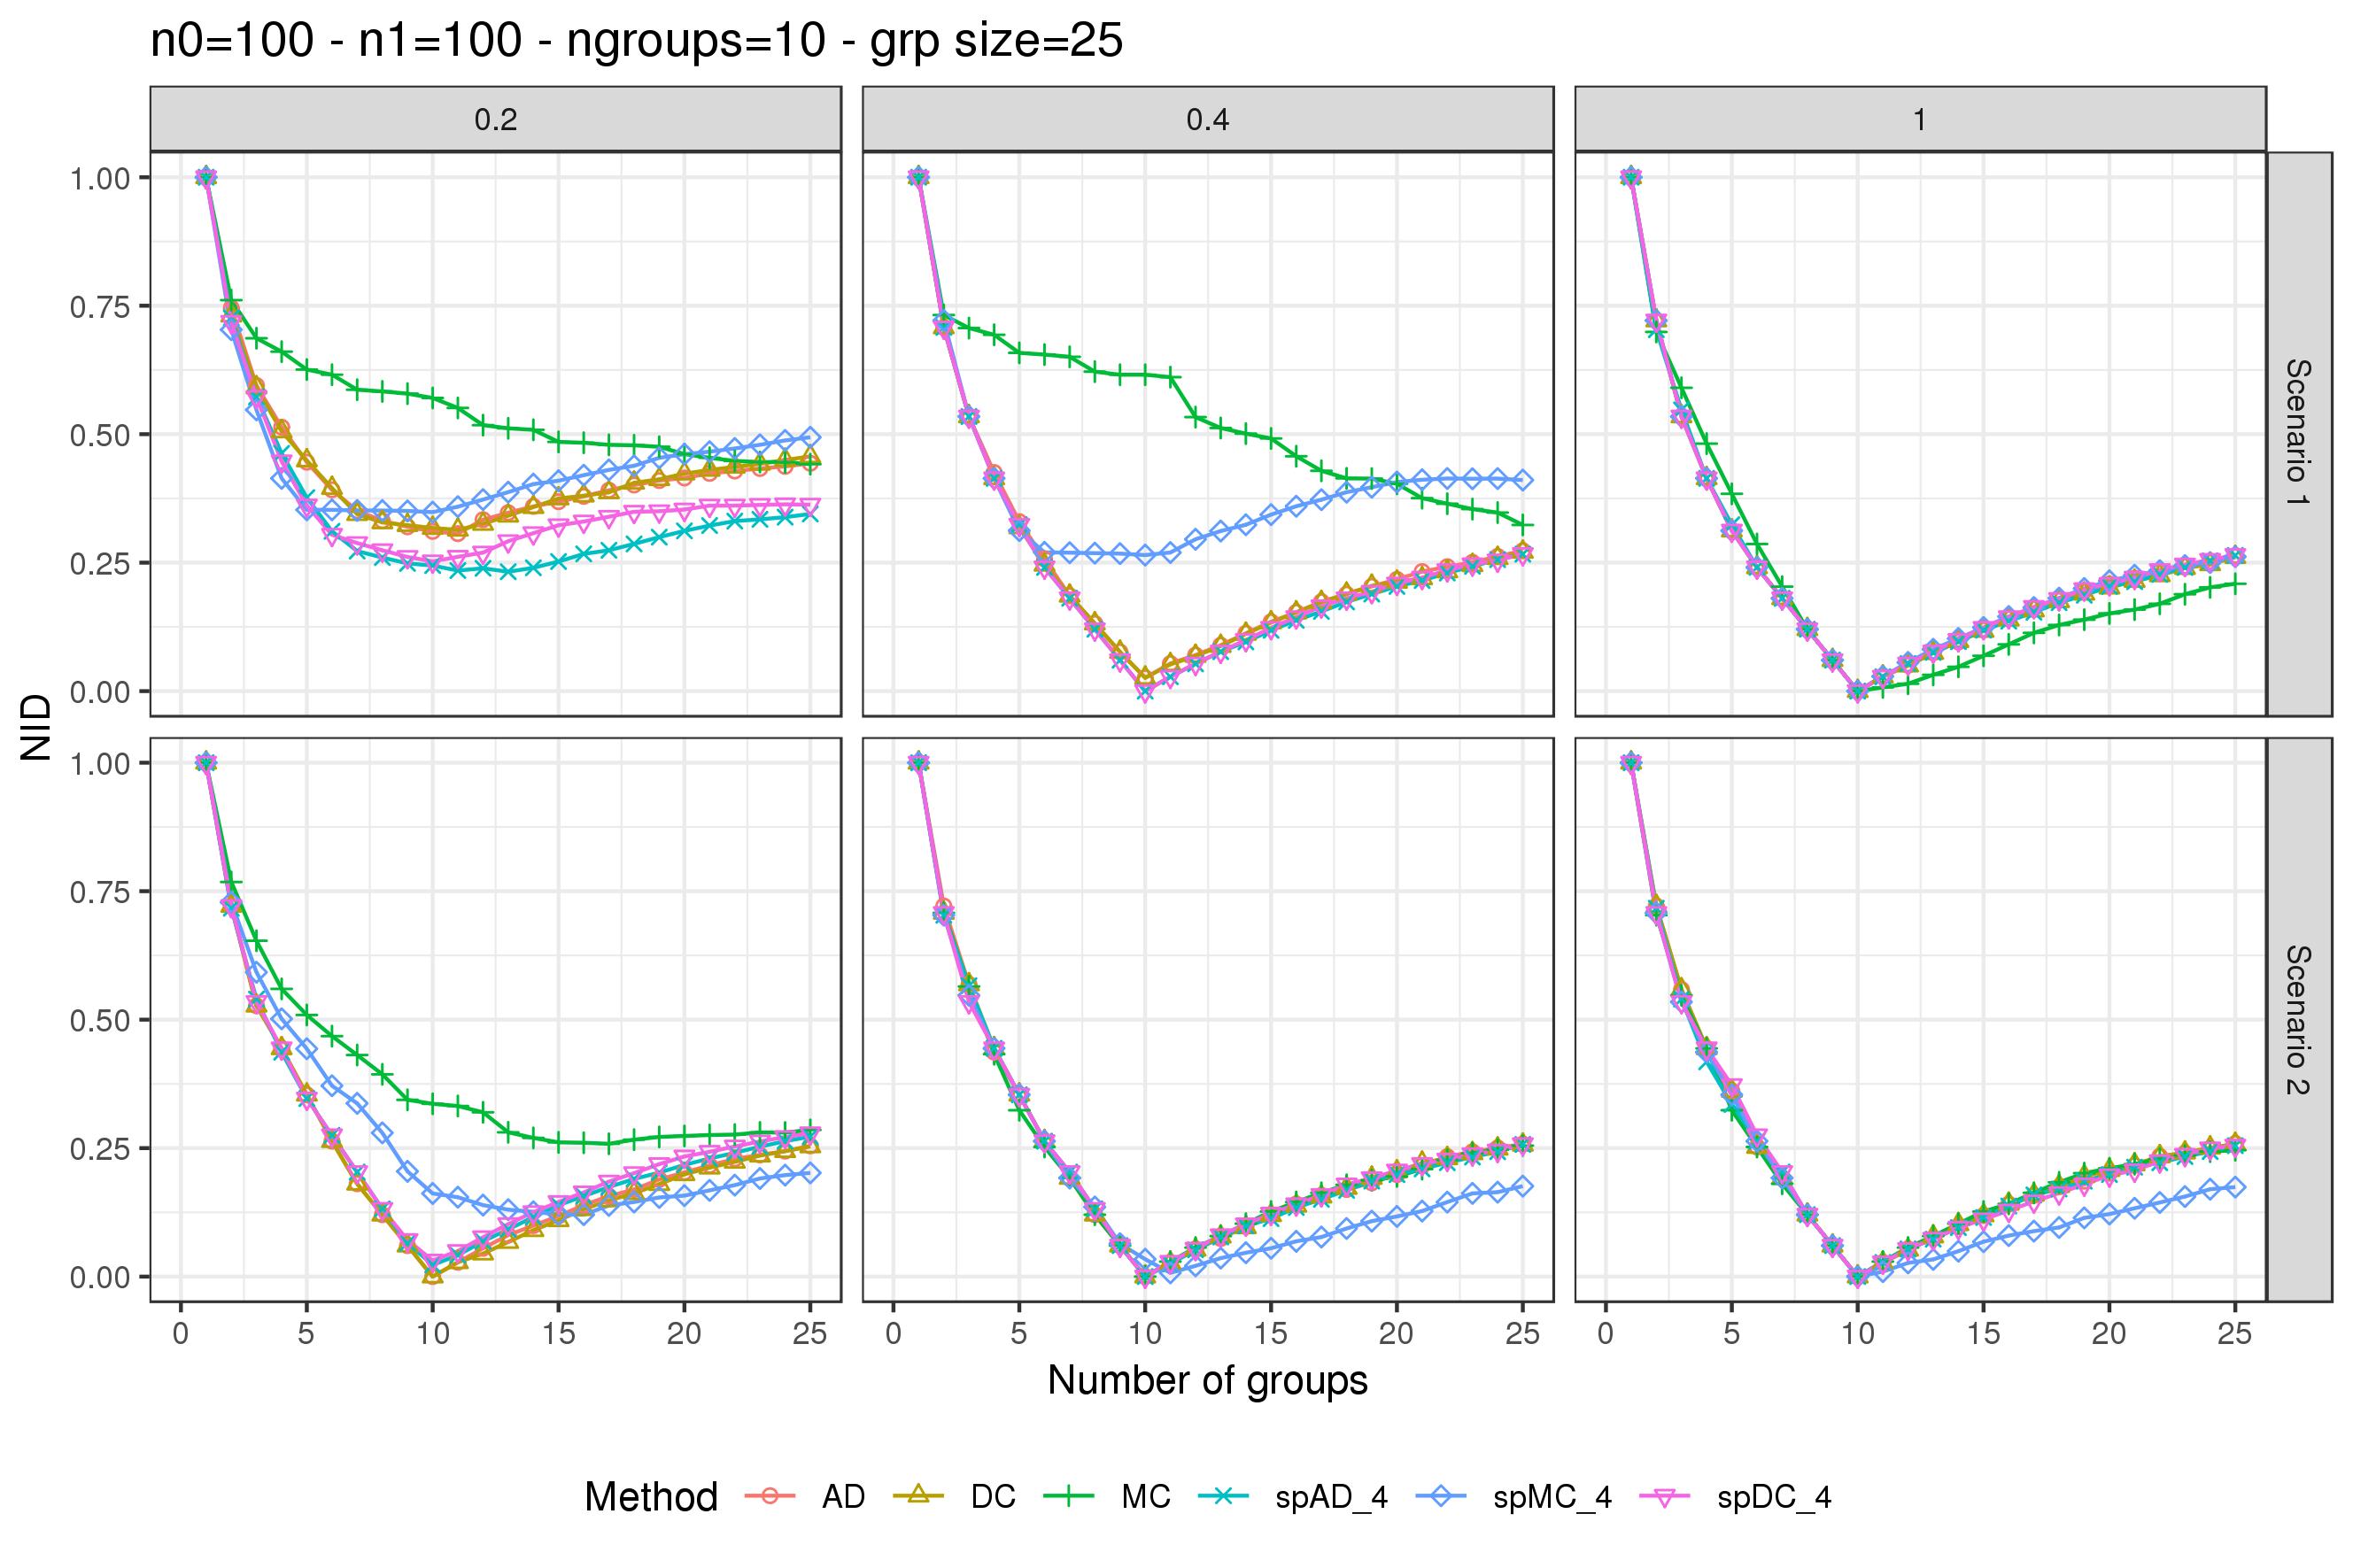 n0=100 - n1=100 - ngroups=10 - grp size=25
0.2 0.4 1
1.00
0.75
0.50
0.25
0.00
Scenario 1
NID
1.00
0.75
0.50
0.25
0.00
Scenario 2
0 5 10 15 20 25 0 5 10 15 20 25 0 5 10 15 20 25
Number of groups
Method AD DC MC spAD_4 spMC_4 spDC_4